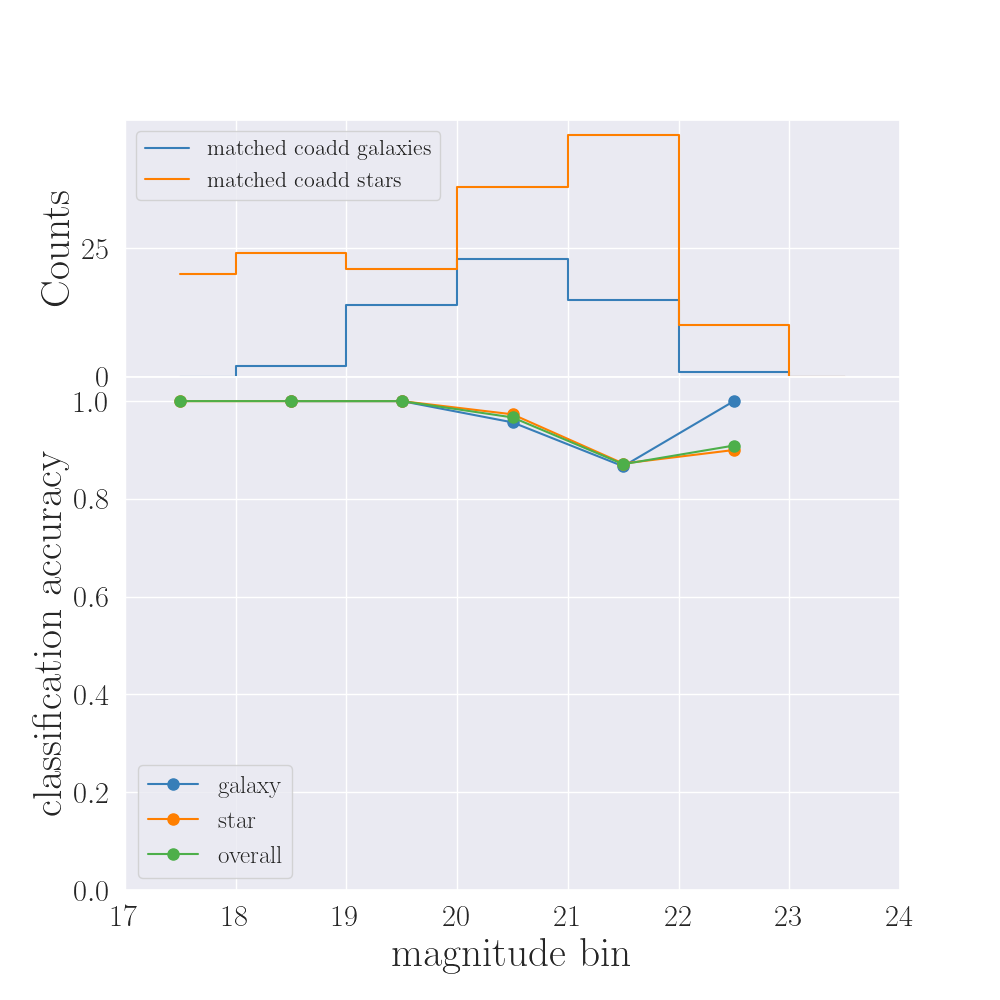 matched coadd galaxies
matched coadd stars
Counts
25
0
1.0
0.8
0.6
0.4
0.2
0.0
classification accuracy
galaxy
star
overall
17 18 19 20 21 22 23 24
magnitude bin